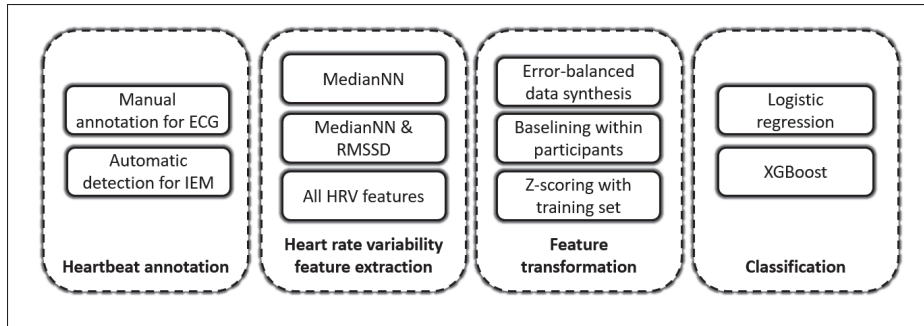 Manual
annotation for ECG
Automatic
detection for IEM
Heartbeat annotation
MedianNN
MedianNN &
RMSSD
All HRV features
Heart rate variability
feature extraction
Error-balanced
data synthesis
Baselining within
participants
Z-scoring with
training set
Feature
transformation
Logistic
regression
XGBoost
Classification